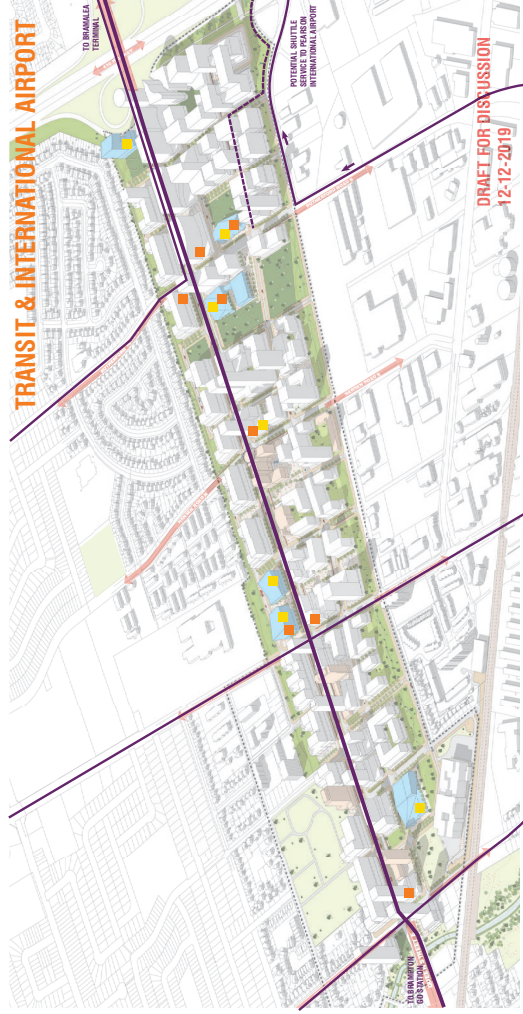 TRANSIT & INTERNATIONAL AIRPORT
TO BRAMALEA
TERMINAL
POTENTIAL SHUTTLE
SERVICE TO PEARSON
INTERNATIONAL AIRPORT
DRAFT FOR DISCUSSION
12-12-2019
TO BRAMPTON
GO STATION